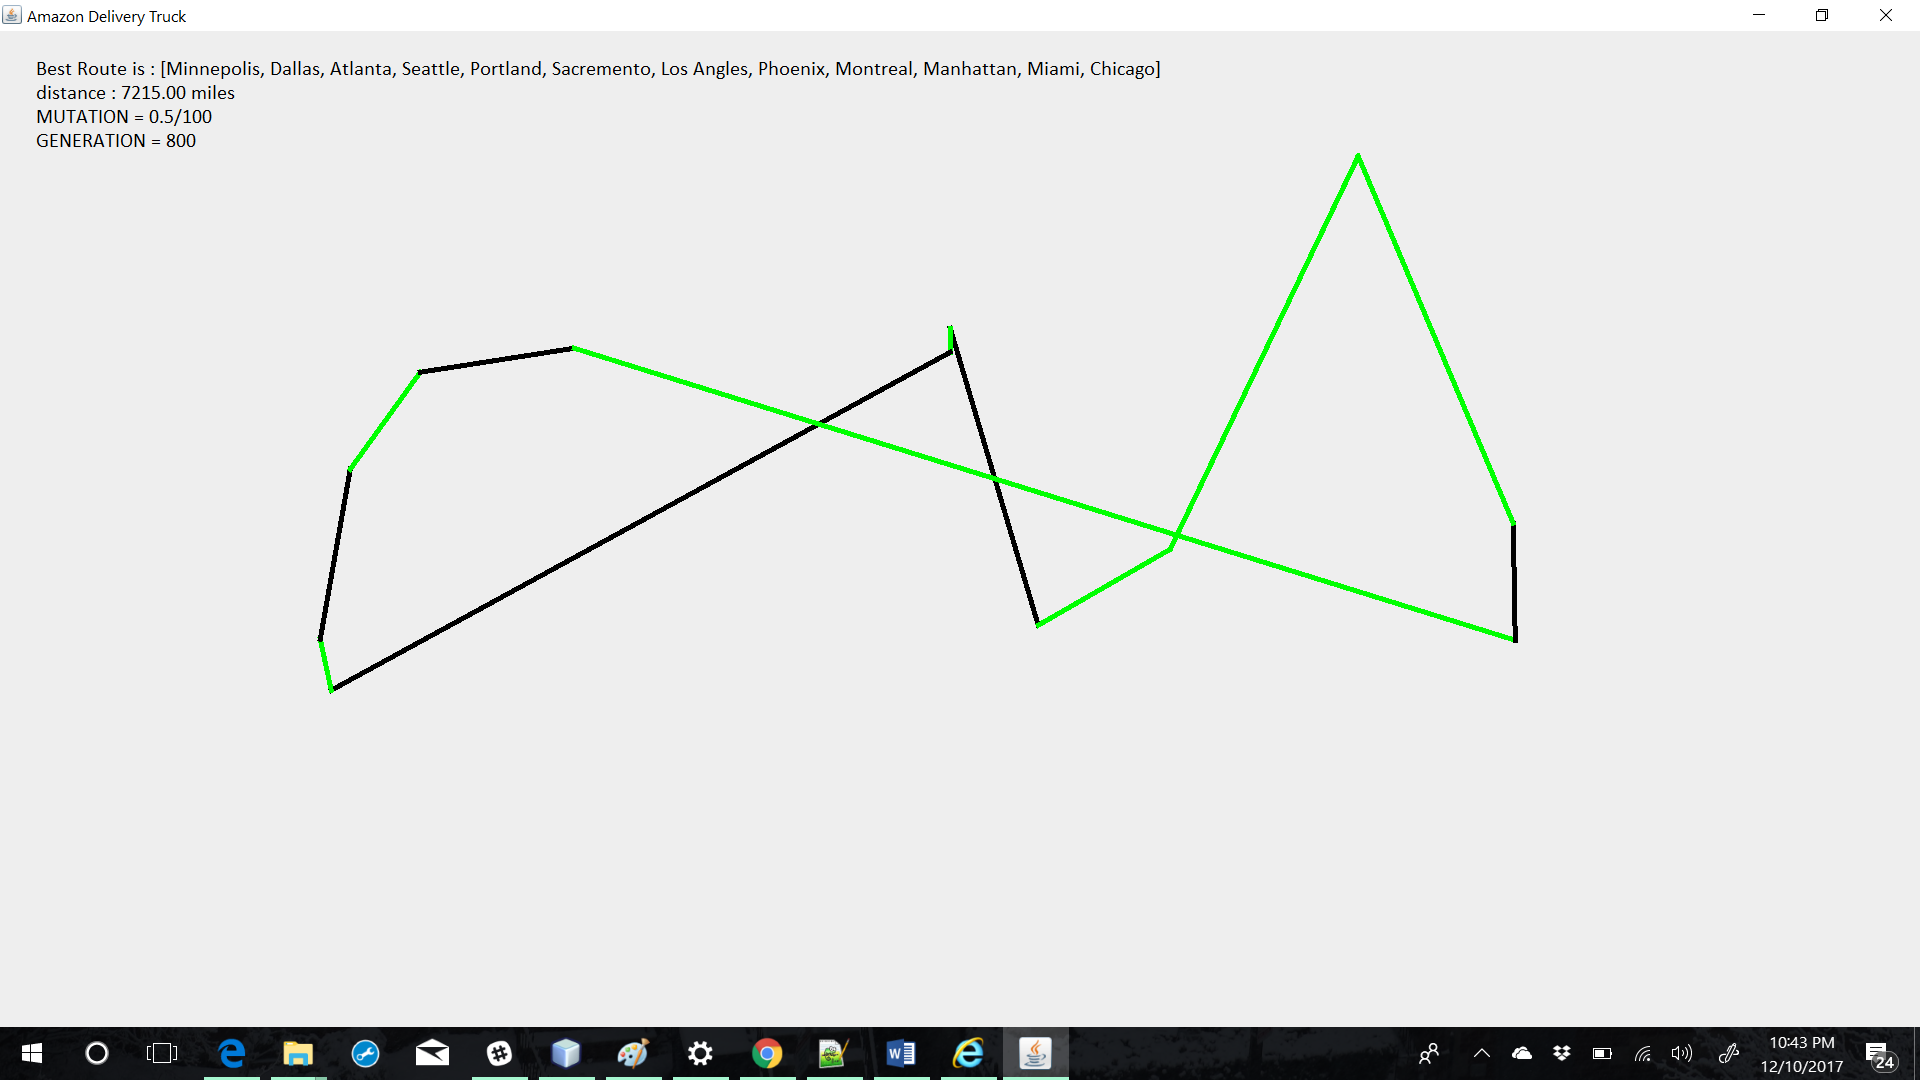 Amazon Delivery Truck
Best Route is : [Minnepolis, Dallas, Atlanta, Seattle, Portland, Sacremento, Los Angles, Phoenix, Montreal, Manhattan, Miami, Chicago]
distance : 7215.00 miles
MUTATION = 0.5/100
GENERATION = 800
10:43 PM
12/10/2017
24